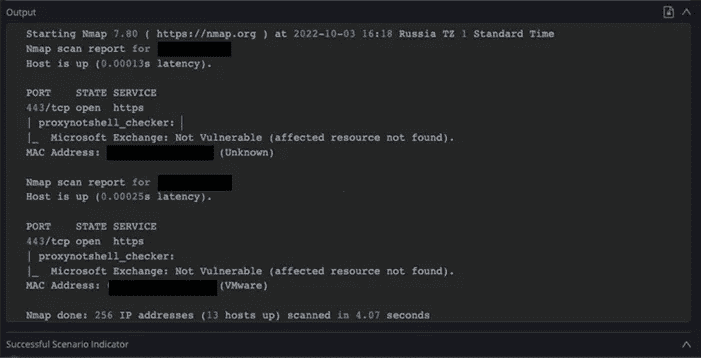 Output
Starting Nmap 7.80 ( https://nmap.org ) at 2022-10-03 16:18 Russia TZ 1 Standard Time
Nmap scan report for
Host is up (0.00013s latency).
PORT    STATE SERVICE
443/tcp open  https
| proxynotshell_checker: |
|_  Microsoft Exchange: Not Vulnerable (affected resource not found).
MAC Address:  (Unknown)
Nmap scan report for
Host is up (0.00025s latency).
PORT    STATE SERVICE
443/tcp open  https
| proxynotshell_checker:
|_  Microsoft Exchange: Not Vulnerable (affected resource not found).
MAC Address:  (VMware)
Nmap done: 256 IP addresses (13 hosts up) scanned in 4.07 seconds
Successful Scenario Indicator